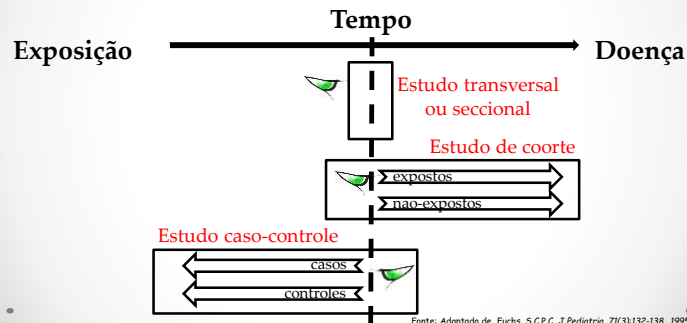 Tempo
Exposição
Doença
Estudo transversal
ou seccional
Estudo de coorte
expostos
nao-expostos
Estudo caso-controle
casos
controles
Fonte: Adaptado de Fuchs, S.C.P.C. J Pediatria, 71(3):132-138, 1995